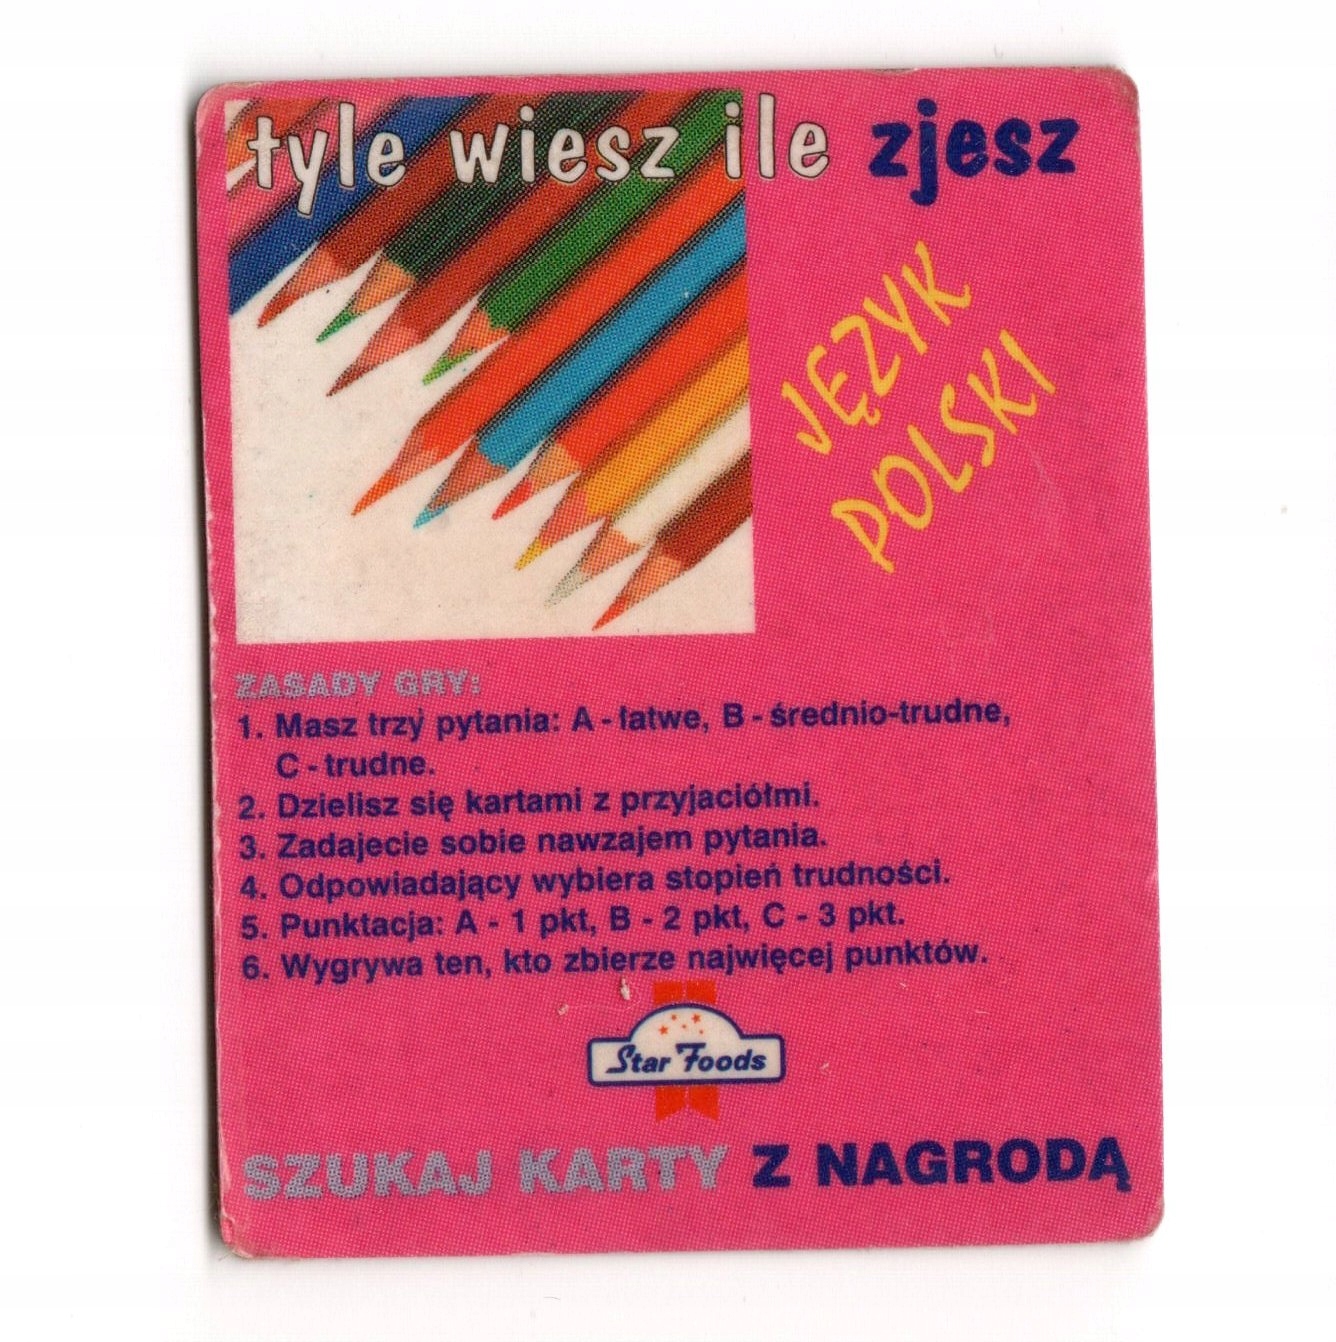 tyle wiesz ile zjesz
JĘZYK
POLSKI
ZASADY GRY:
1. Masz trzy pytania: A - łatwe, B - średnio-trudne,
C - trudne.
2. Dzielisz się kartami z przyjaciółmi.
3. Zadajecie sobie nawzajem pytania.
4. Odpowiadający wybiera stopień trudności.
5. Punktacja: A - 1 pkt, B - 2 pkt, C - 3 pkt.
6. Wygrywa ten, kto zbierze najwięcej punktów.
Star Foods
SZUKAJ KARTY Z NAGRODĄ